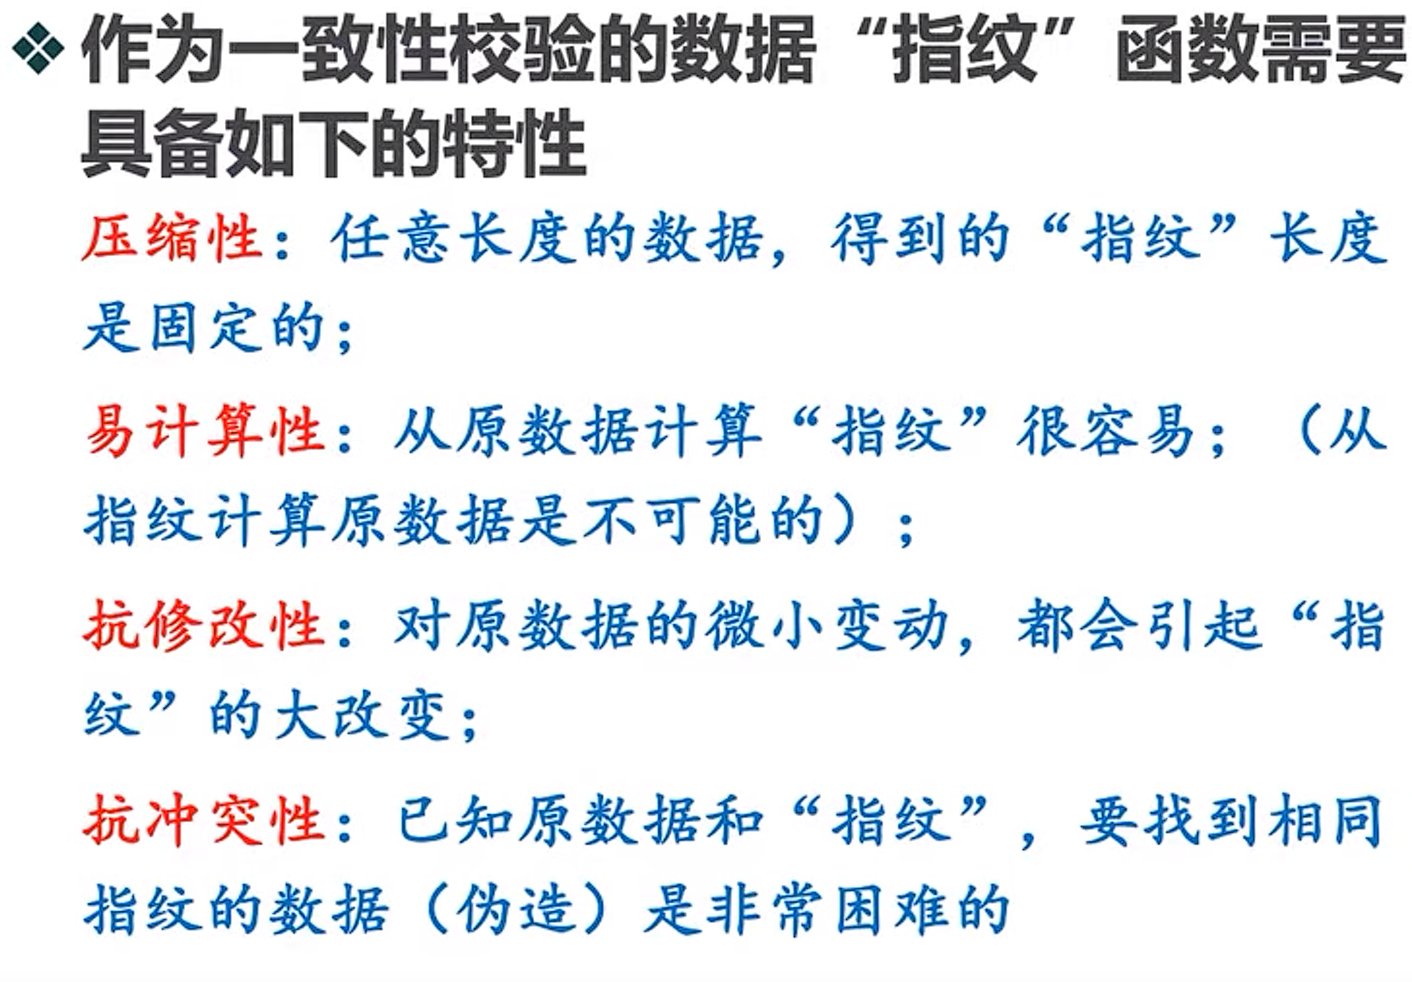 作为一致性校验的数据“指纹”函数需要
具备如下的特性
压缩性：任意长度的数据，得到的“指纹”长度
是固定的；
易计算性：从原数据计算“指纹”很容易；（从
指纹计算原数据是不可能的）；
抗修改性：对原数据的微小变动，都会引起“指
纹”的大改变；
抗冲突性：已知原数据和“指纹”，要找到相同
指纹的数据（伪造）是非常困难的